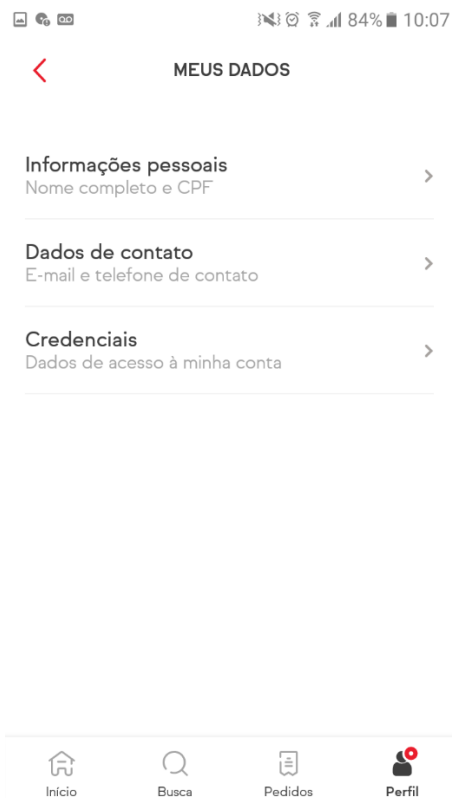 84% 10:07
MEUS DADOS
Informações pessoais
Nome completo e CPF
Dados de contato
E-mail e telefone de contato
Credenciais
Dados de acesso à minha conta
Início Busca Pedidos Perfil